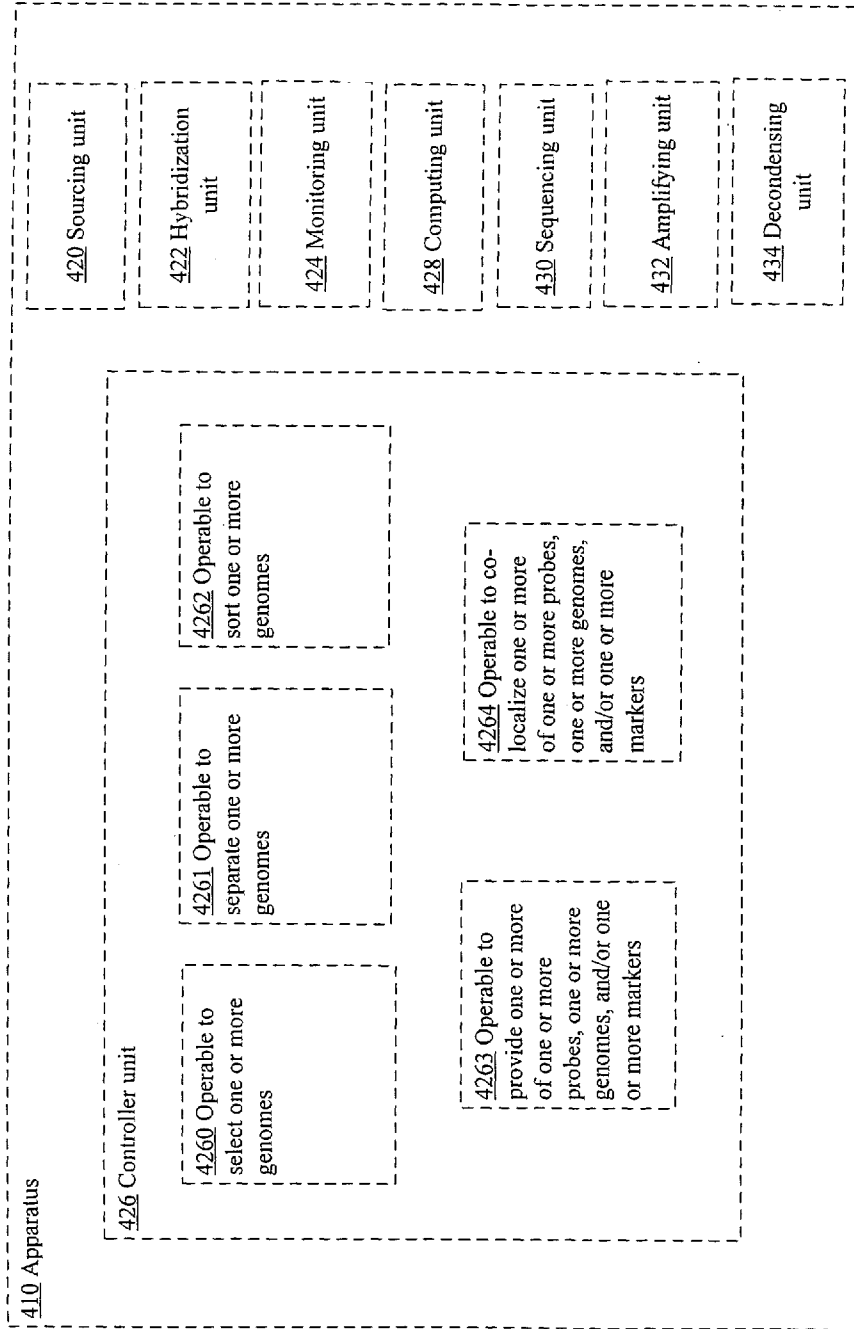 410 Apparatus
426 Controller unit
4260 Operable to
select one or more
genomes
4261 Operable to
separate one or more
genomes
4262 Operable to
sort one or more
genomes
4263 Operable to
provide one or more
of one or more
probes, one or more
genomes, and/or one
or more markers
4264 Operable to co-
localize one or more
of one or more probes,
one or more genomes,
and/or one or more
markers
420 Sourcing unit
422 Hybridization
unit
424 Monitoring unit
428 Computing unit
430 Sequencing unit
432 Amplifying unit
434 Decondensing
unit